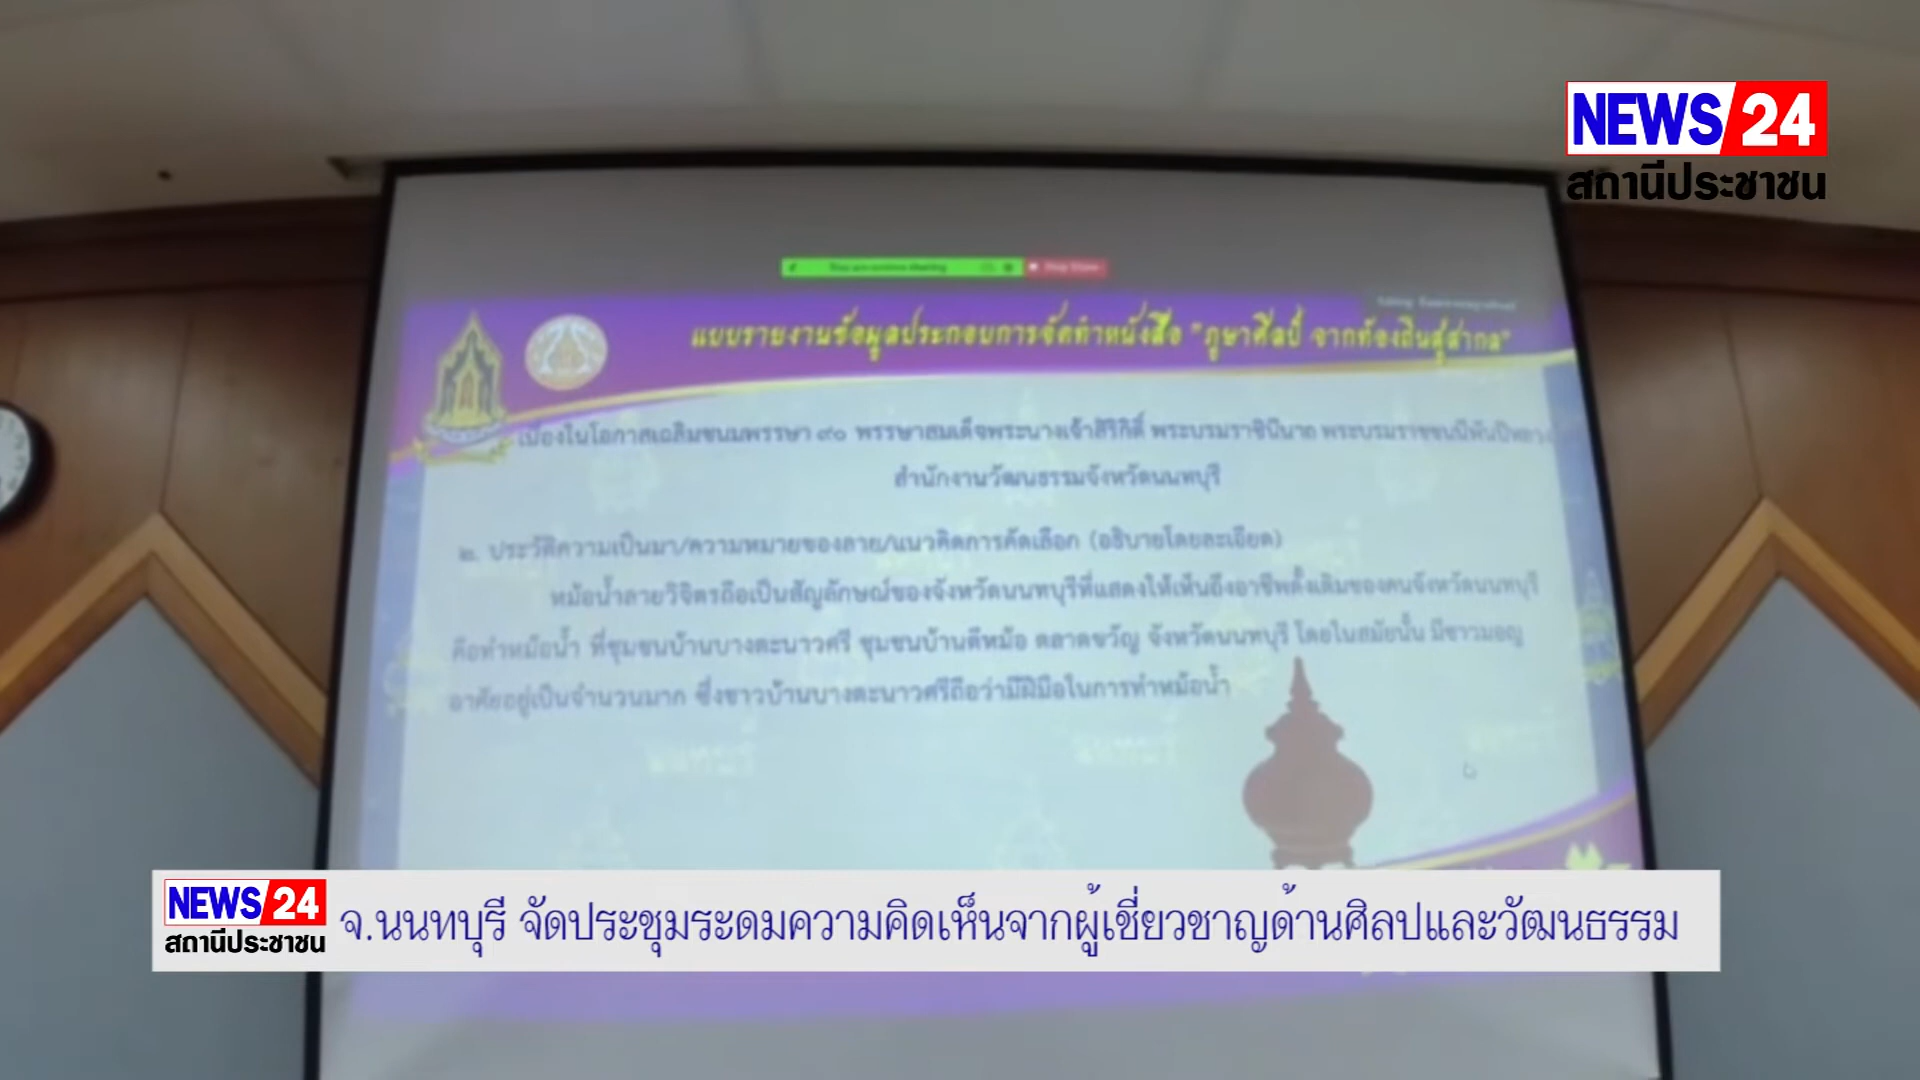 NEWS 24
สถานีประชาชน
แบบรายงานข้อมูลประกอบการจัดทำหนังสือ "ภูษาศิลป์ จากท้องถิ่นสู่สากล"
เนื่องในโอกาสเฉลิมชนมพรรษา ๙๐ พรรษาสมเด็จพระนางเจ้าสิริกิติ์ พระบรมราชินีนาถ พระบรมราชชนนีพันปีหลวง
สำนักงานวัฒนธรรมจังหวัดนนทบุรี
๒. ประวัติความเป็นมา/ความหมายของลาย/แนวคิดการคัดเลือก (อธิบายโดยละเอียด)
หม้อน้ำลายวิจิตรถือเป็นสัญลักษณ์ของจังหวัดนนทบุรีที่แสดงให้เห็นถึงอาชีพดั้งเดิมของคนจังหวัดนนทบุรี
คือทำหม้อน้ำ ที่ชุมชนบ้านบางตะนาวศรี ชุมชนบ้านตีหม้อ ตลาดขวัญ จังหวัดนนทบุรี โดยในสมัยนั้น มีชาวมอญ
อาศัยอยู่เป็นจำนวนมาก ซึ่งชาวบ้านบางตะนาวศรีถือว่ามีฝีมือในการทำหม้อน้ำ
NEWS 24
สถานีประชาชน
จ.นนทบุรี จัดประชุมระดมความคิดเห็นจากผู้เชี่ยวชาญด้านศิลปและวัฒนธรรม